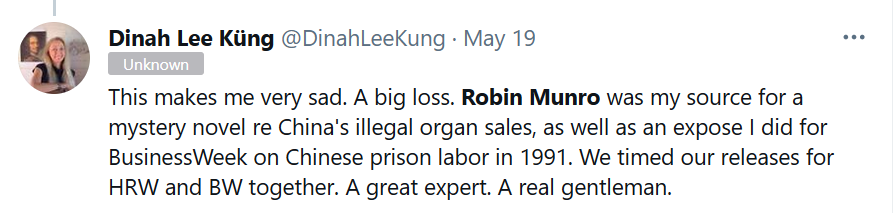 Dinah Lee Küng @DinahLeeKung · May 19
Unknown
This makes me very sad. A big loss. Robin Munro was my source for a
mystery novel re China's illegal organ sales, as well as an expose I did for
BusinessWeek on Chinese prison labor in 1991. We timed our releases for
HRW and BW together. A great expert. A real gentleman.